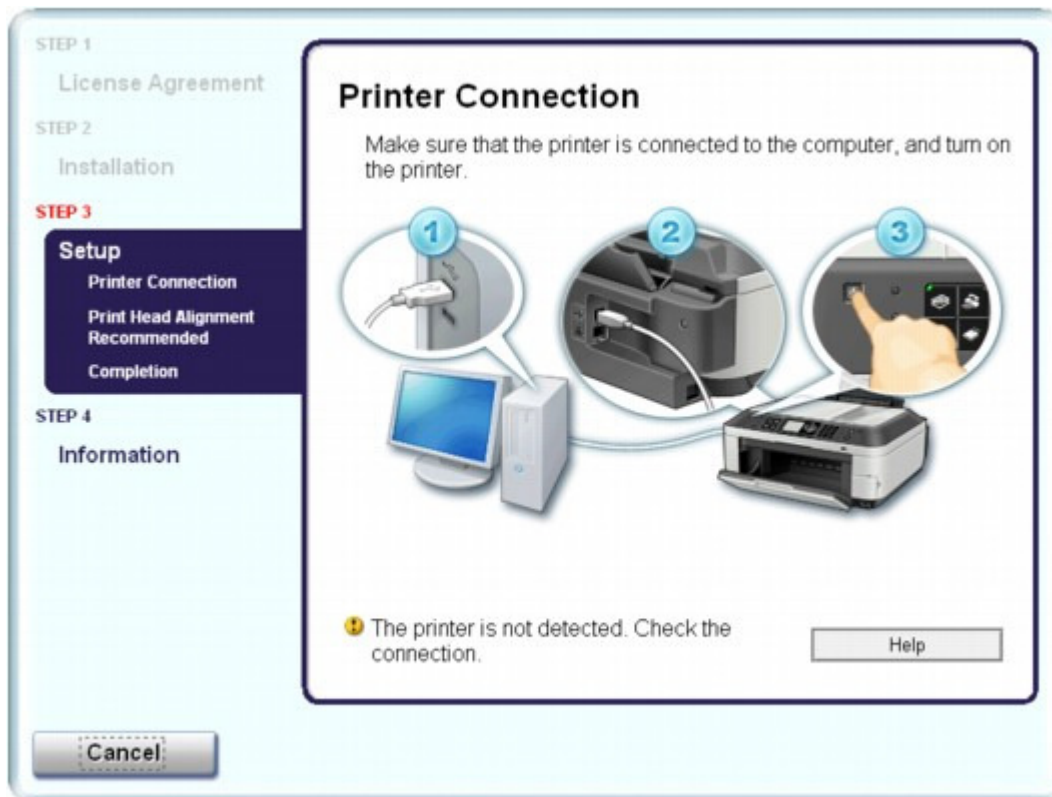 STEP 1
License Agreement
STEP 2
Installation
STEP 3
Setup
Printer Connection
Print Head Alignment
Recommended
Completion
STEP 4
Information
Printer Connection
Make sure that the printer is connected to the computer, and turn on
the printer.
1
2
3
The printer is not detected. Check the
connection.
Help
Cancel